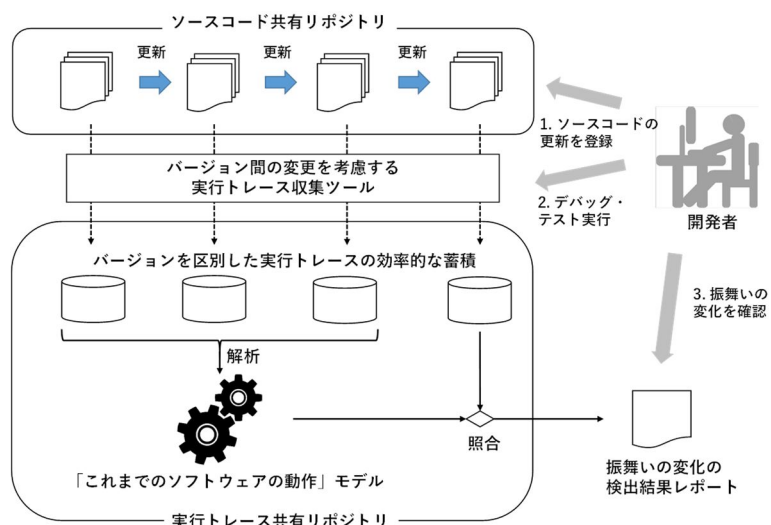 ソースコード共有リポジトリ
更新
更新
更新
1. ソースコードの
更新を登録
バージョン間の変更を考慮する
実行トレース収集ツール
2. デバッグ・
テスト実行
開発者
バージョンを区別した実行トレースの効率的な蓄積
3. 振舞いの
変化を確認
解析
照合
「これまでのソフトウェアの動作」モデル
振舞いの変化の
検出結果レポート
実行トレース共有リポジトリ